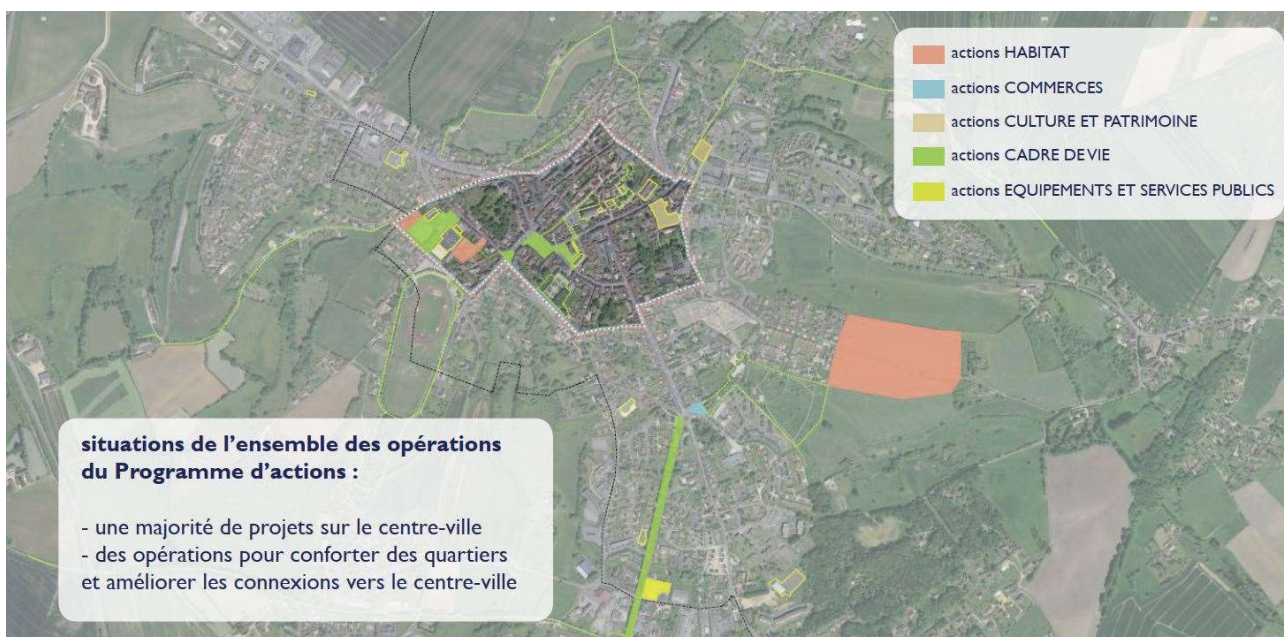 actions HABITAT
actions COMMERCES
actions CULTURE ET PATRIMOINE
actions CADRE DE VIE
actions EQUIPEMENTS ET SERVICES PUBLICS
situations de l'ensemble des opérations
du Programme d'actions :
- une majorité de projets sur le centre-ville
- des opérations pour conforter des quartiers
et améliorer les connexions vers le centre-ville